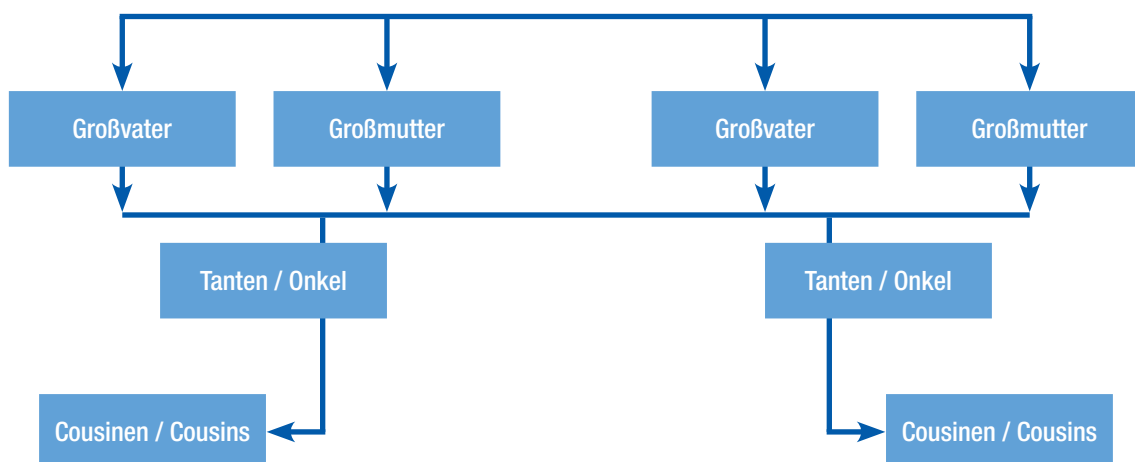 Großvater
Großmutter
Großvater
Großmutter
Tanten / Onkel
Tanten / Onkel
Cousinen / Cousins
Cousinen / Cousins